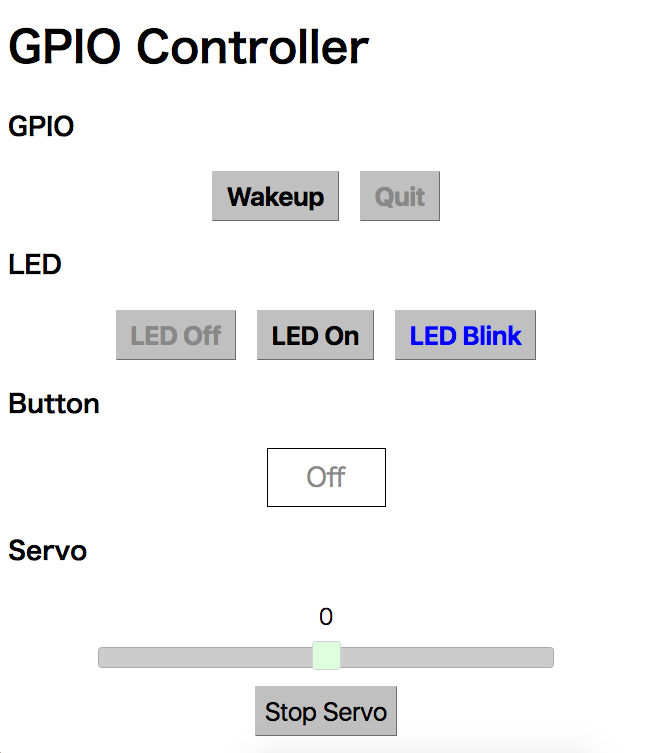 GPIO Controller
GPIO
Wakeup Quit
LED
LED Off LED On LED Blink
Button
Off
Servo
0
Stop Servo